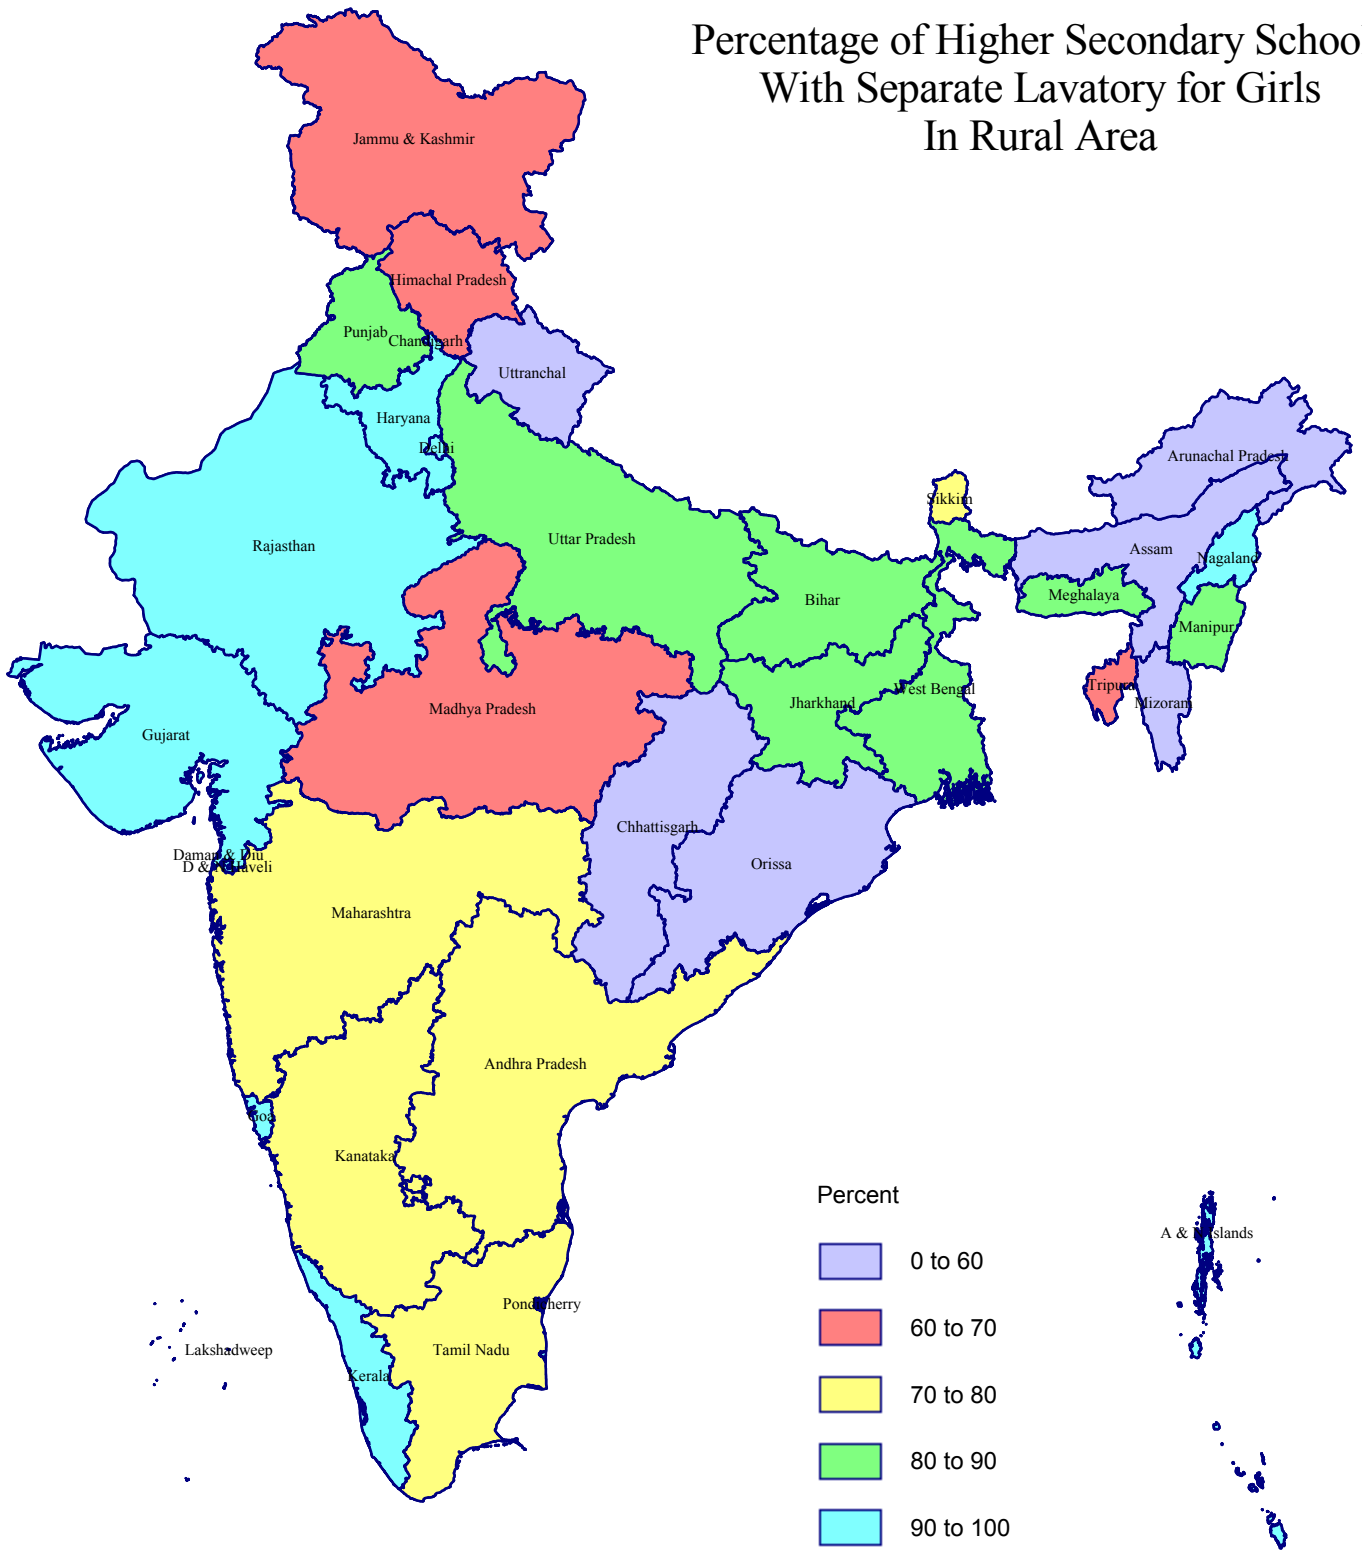 Percentage of Higher Secondary Schoo
With Separate Lavatory for Girls
In Rural Area
Jammu & Kashmir
Himachal Pradesh
Punjab
Chandigarh
Uttranchal
Haryana
Delhi
Arunachal Pradesh
Sikkim
Rajasthan
Uttar Pradesh
Assam
Nagaland
Bihar
Meghalaya
Manipur
West Bengal
Tripura
Jharkhand
Mizoram
Madhya Pradesh
Gujarat
Chhattisgarh
Daman & Diu
D & N Haveli
Orissa
Maharashtra
Andhra Pradesh
Goa
Kanataka
Percent
A & N Islands
0 to 60
Pondicherry
60 to 70
Lakshadweep
Tamil Nadu
Kerala
70 to 80
80 to 90
90 to 100